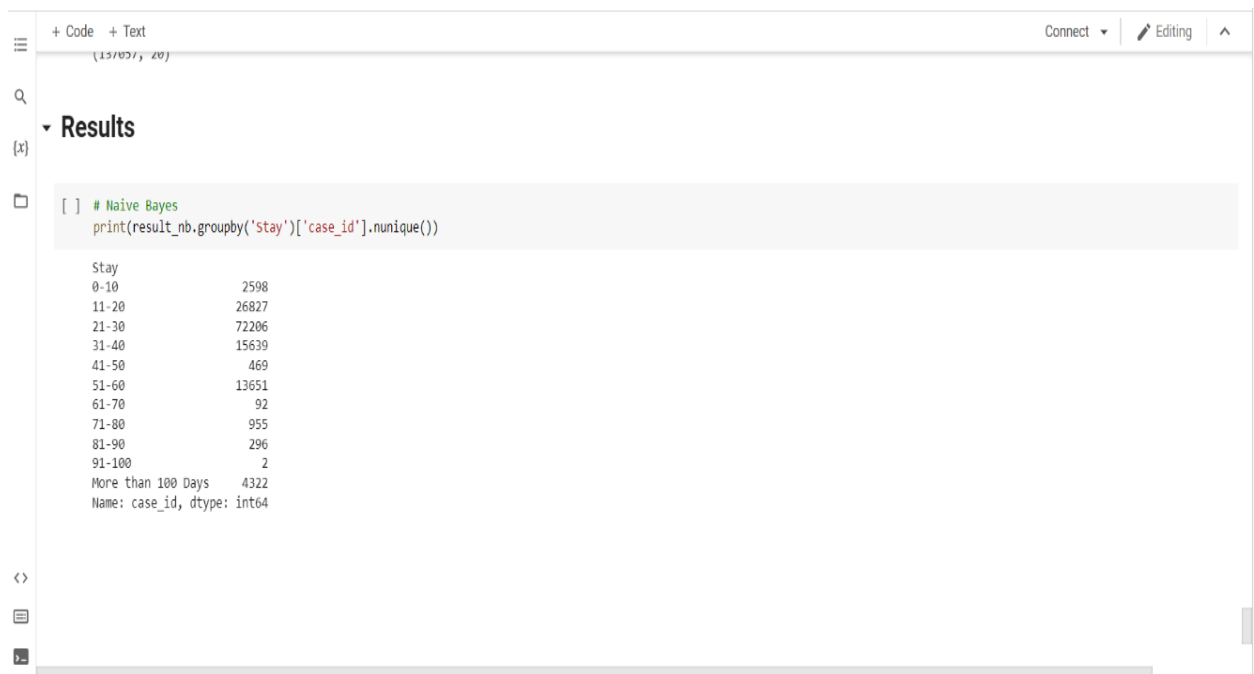 + Code + Text
Connect
Editing
(137057, 20)
Results
{x}
[ ] # Naive Bayes
print(result_nb.groupby('Stay')['case_id'].nunique())
Stay
0-10 2598
11-20 26827
21-30 72206
31-40 15639
41-50 469
51-60 13651
61-70 92
71-80 955
81-90 296
91-100 2
More than 100 Days 4322
Name: case_id, dtype: int64